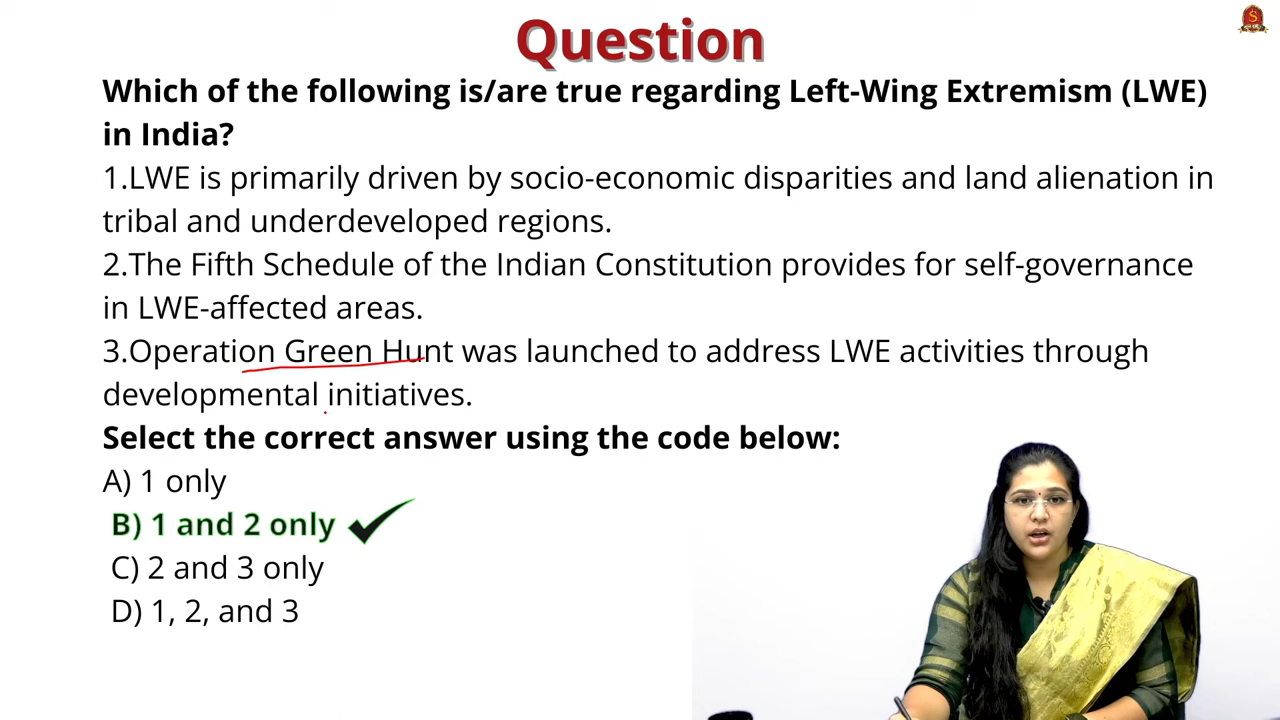 Question
Which of the following is/are true regarding Left-Wing Extremism (LWE)
in India?
1.LWE is primarily driven by socio-economic disparities and land alienation in
tribal and underdeveloped regions.
2.The Fifth Schedule of the Indian Constitution provides for self-governance
in LWE-affected areas.
3.Operation Green Hunt was launched to address LWE activities through
developmental initiatives.
Select the correct answer using the code below:
A) 1 only
B) 1 and 2 only
C) 2 and 3 only
D) 1, 2, and 3